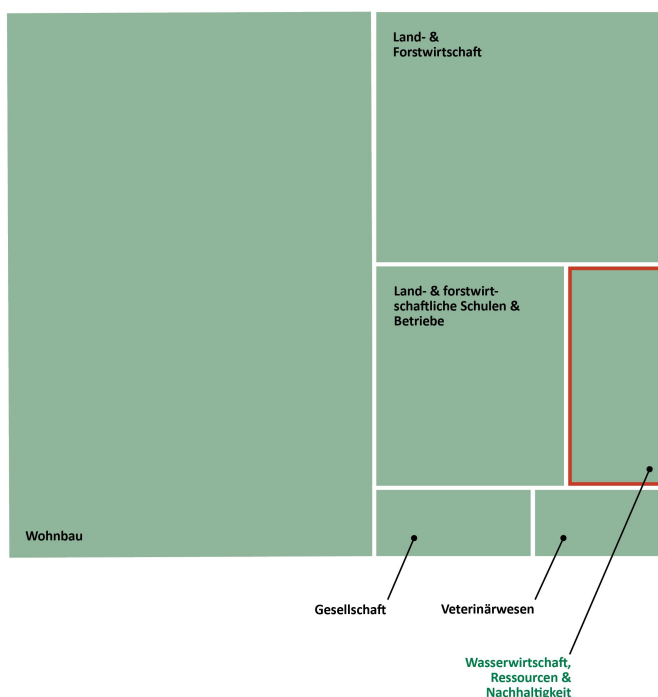 Land- &
Forstwirtschaft
Land- & forstwirt-
schaftliche Schulen &
Betriebe
Wohnbau
Gesellschaft
Veterinärwesen
Wasserwirtschaft,
Ressourcen &
Nachhaltigkeit